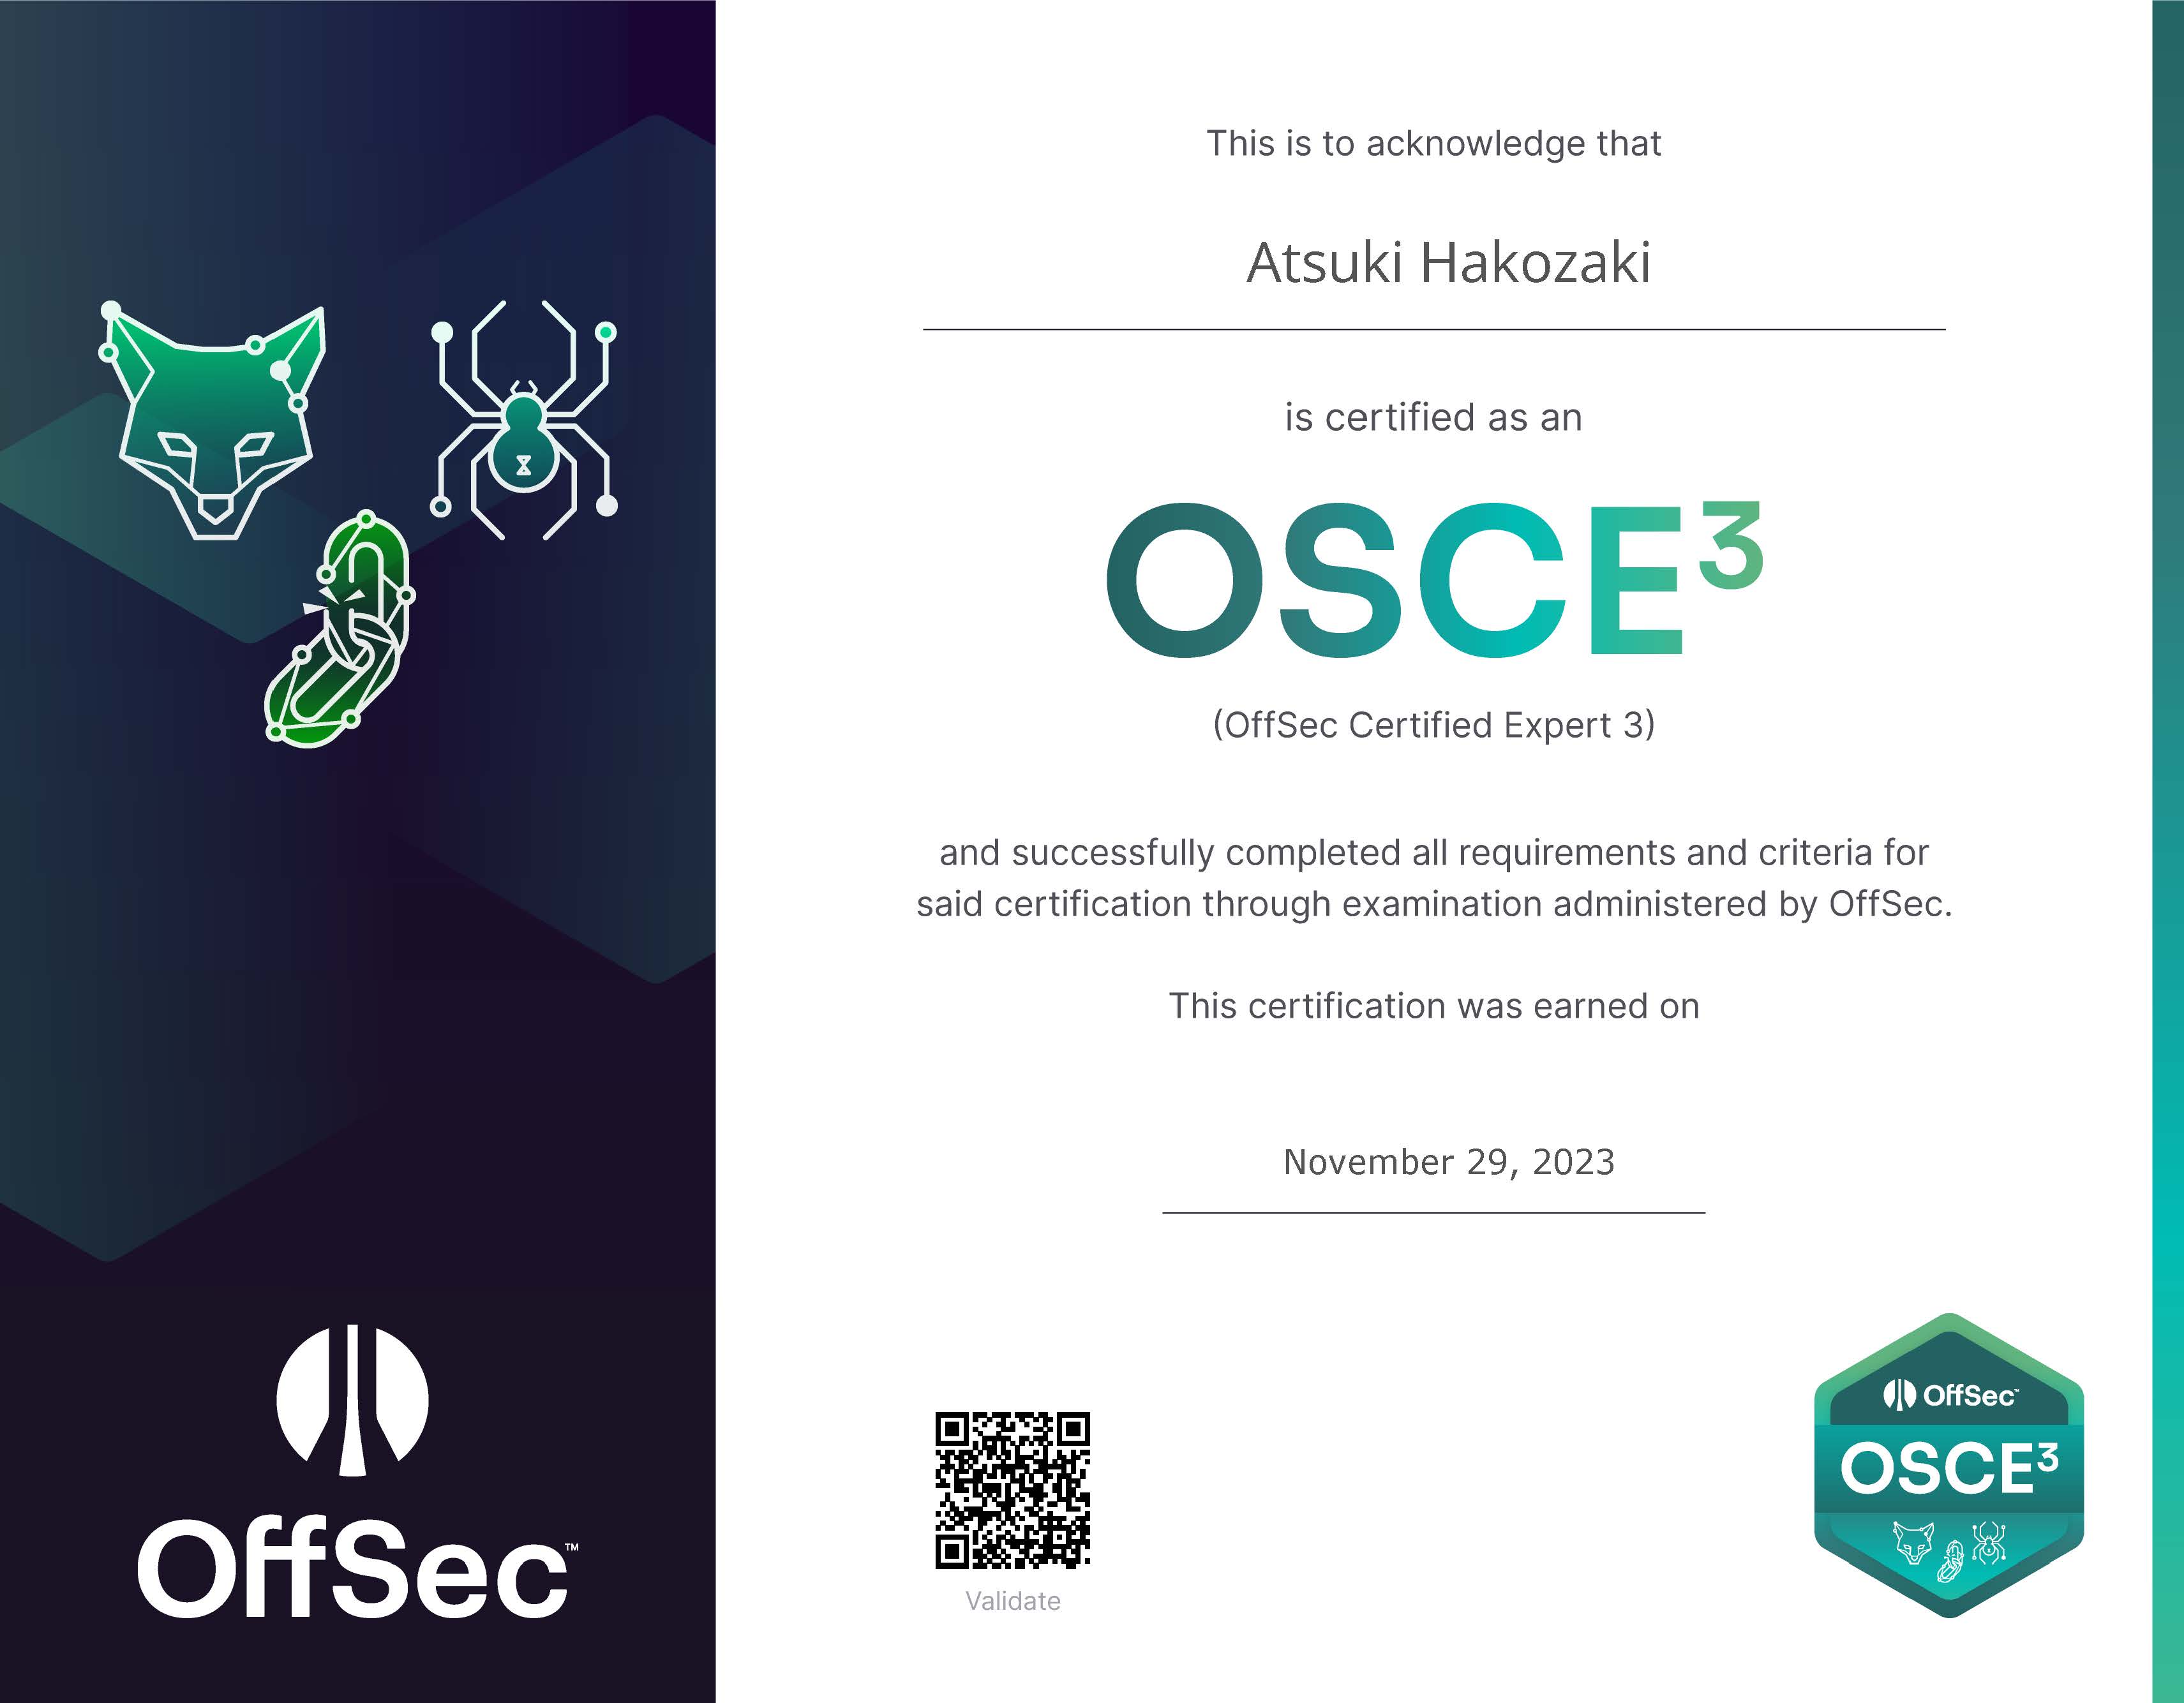 This is to acknowledge that
Atsuki Hakozaki
is certified as an
OSCE³
(OffSec Certified Expert 3)
and successfully completed all requirements and criteria for
said certification through examination administered by OffSec.
This certification was earned on
November 29, 2023
OffSec™
Validate
OffSec™
OSCE³